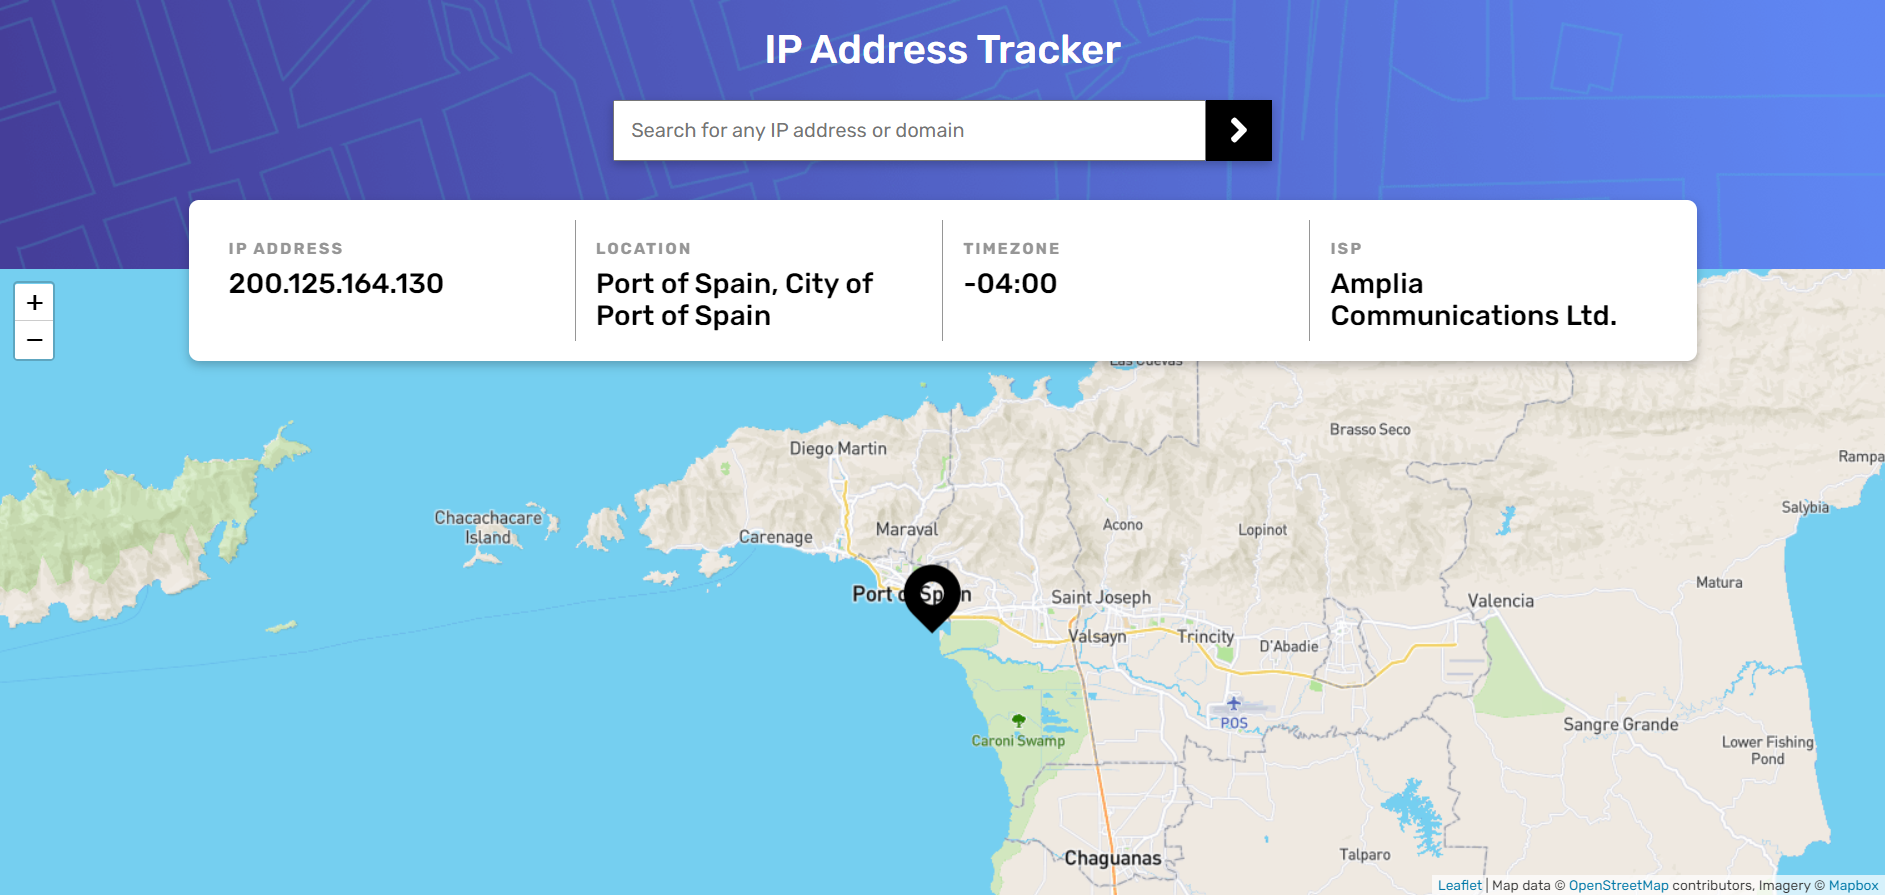 IP Address Tracker
Search for any IP address or domain
IP ADDRESS
200.125.164.130
LOCATION
Port of Spain, City of
Port of Spain
TIMEZONE
-04:00
ISP
Amplia
Communications Ltd.
+
−
Las Cuevas
Diego Martin
Brasso Seco
Rampa
Salybia
Chacachacare
Island
Carenage
Maraval
Acono
Lopinot
Matura
Port of Spain
Saint Joseph
Valencia
Valsayn
Trincity
D'Abadie
POS
Caroni Swamp
Sangre Grande
Lower Fishing
Pond
Chaguanas
Talparo
Leaflet | Map data © OpenStreetMap contributors, Imagery © Mapbox